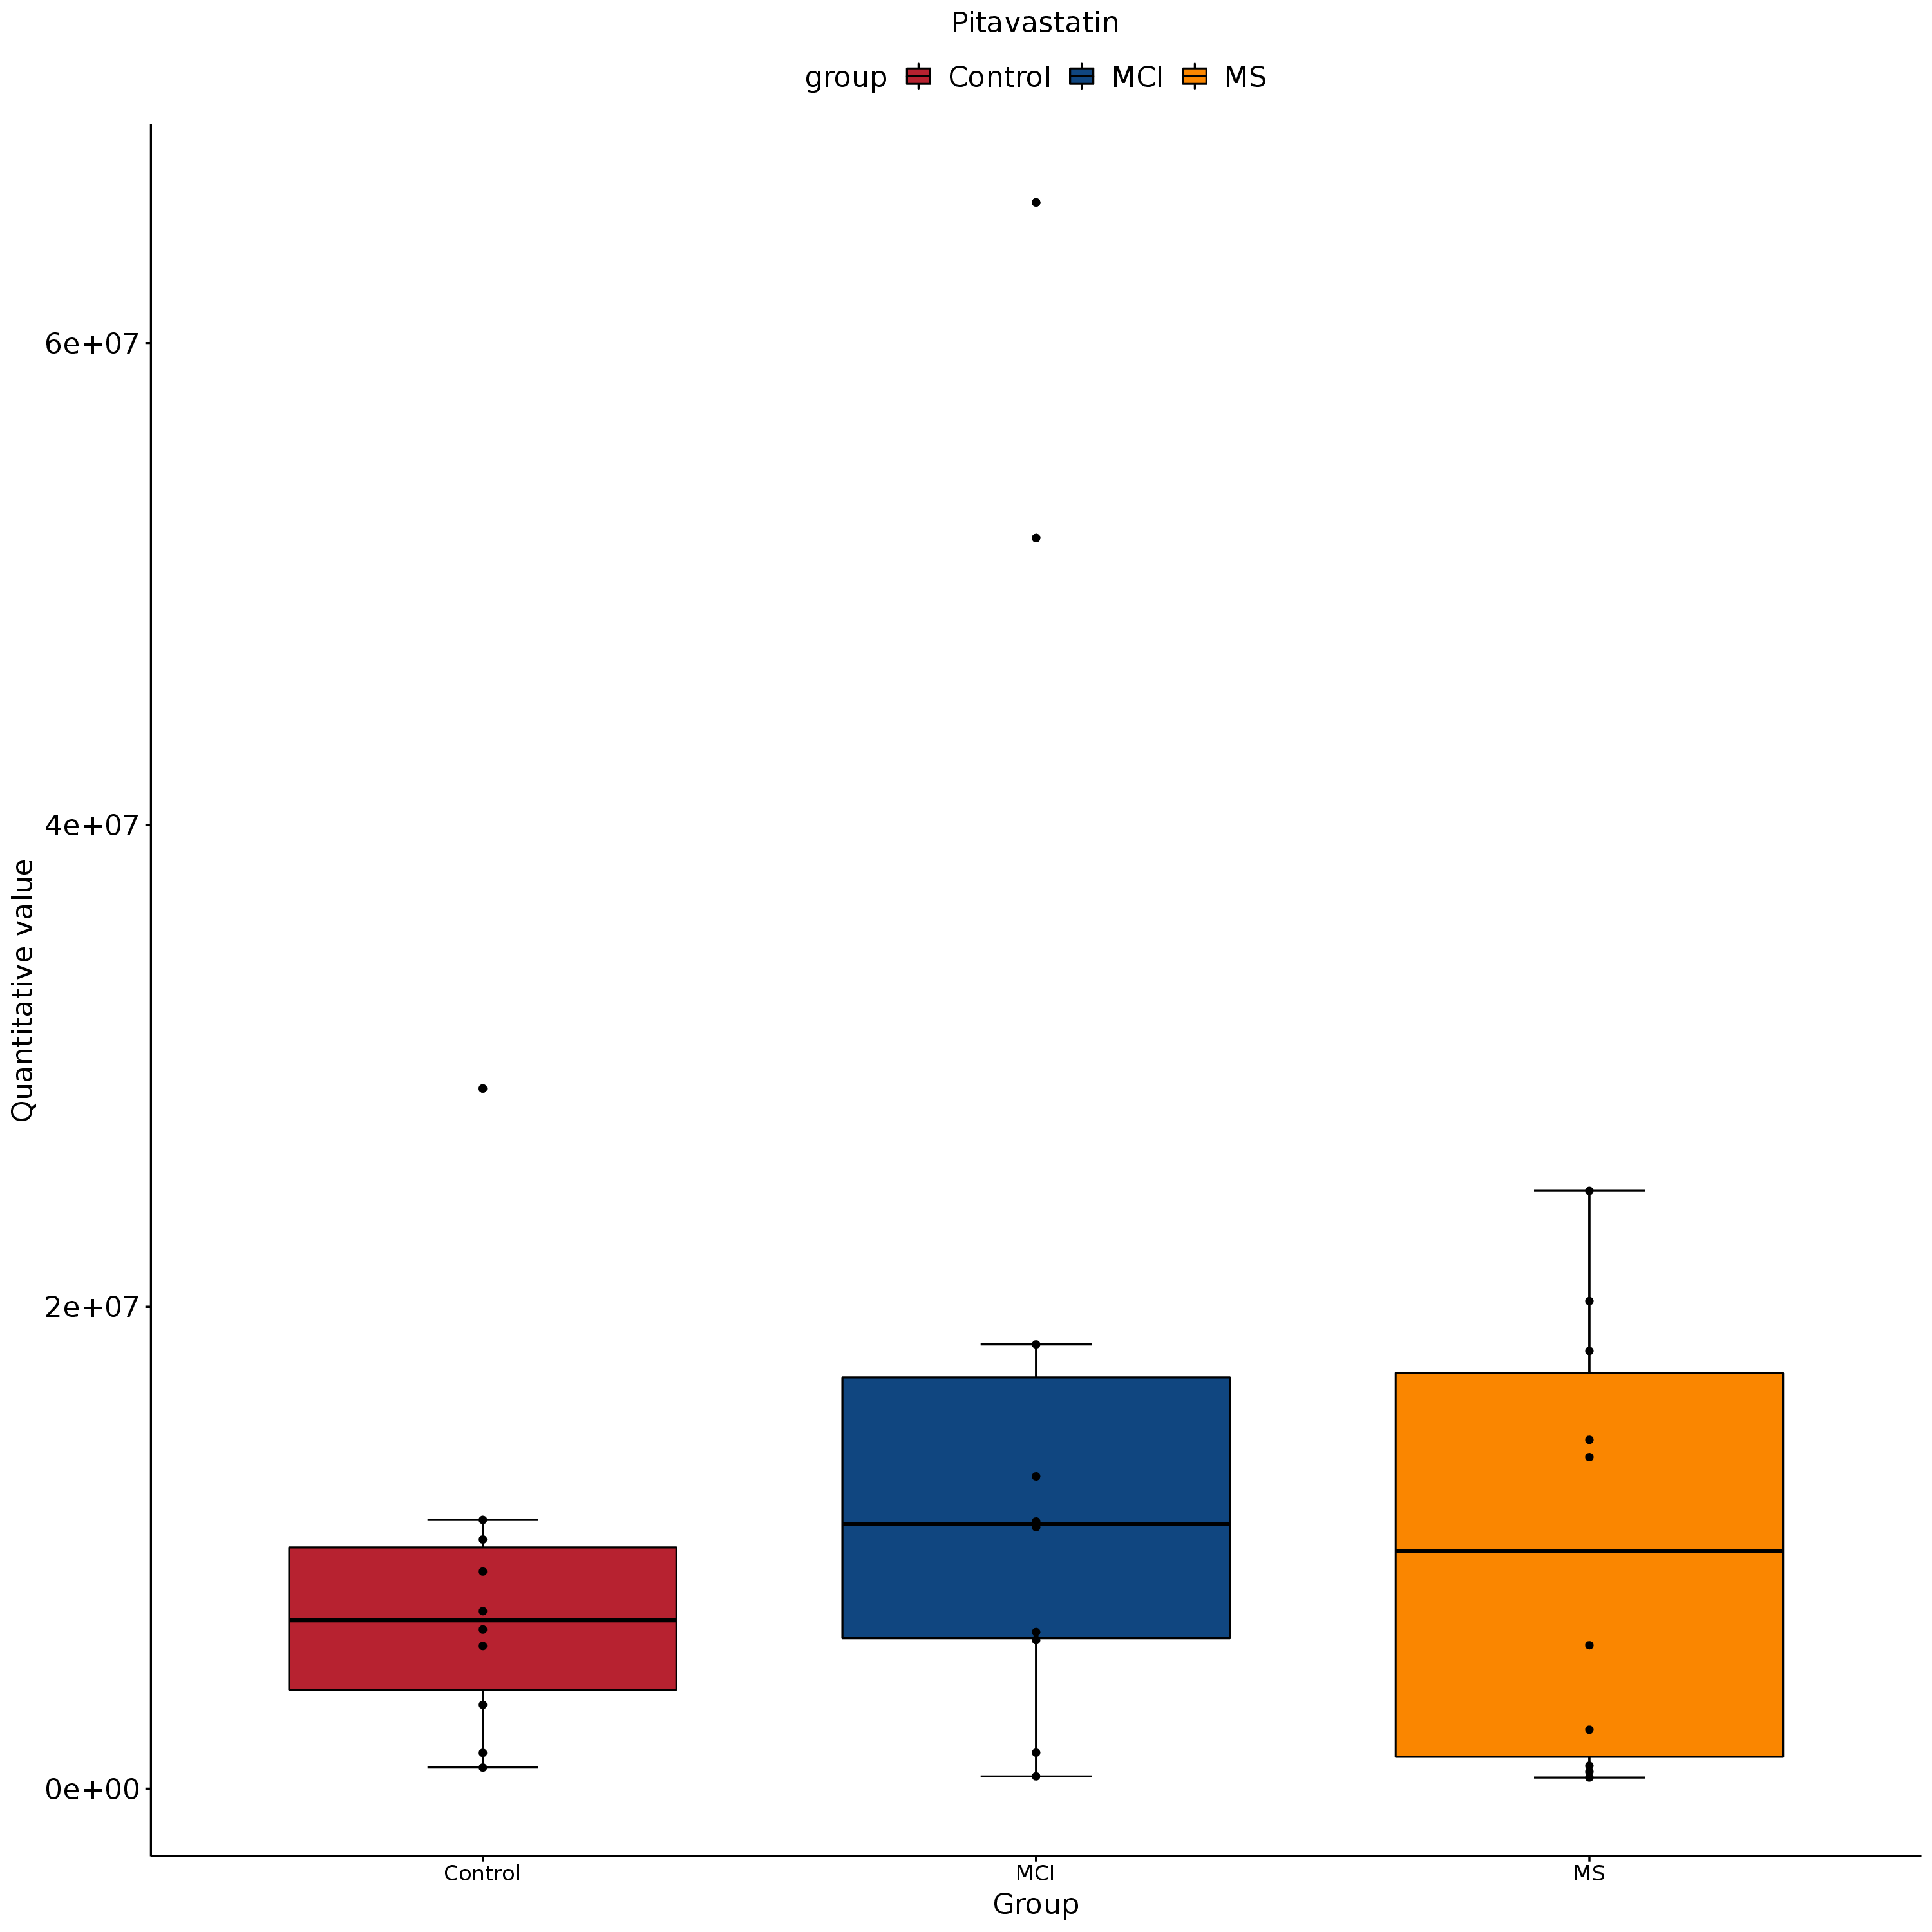 Pitavastatin
group Control MCI MS
Quantitative value
6e+07
4e+07
2e+07
0e+00
Control MCI MS
Group